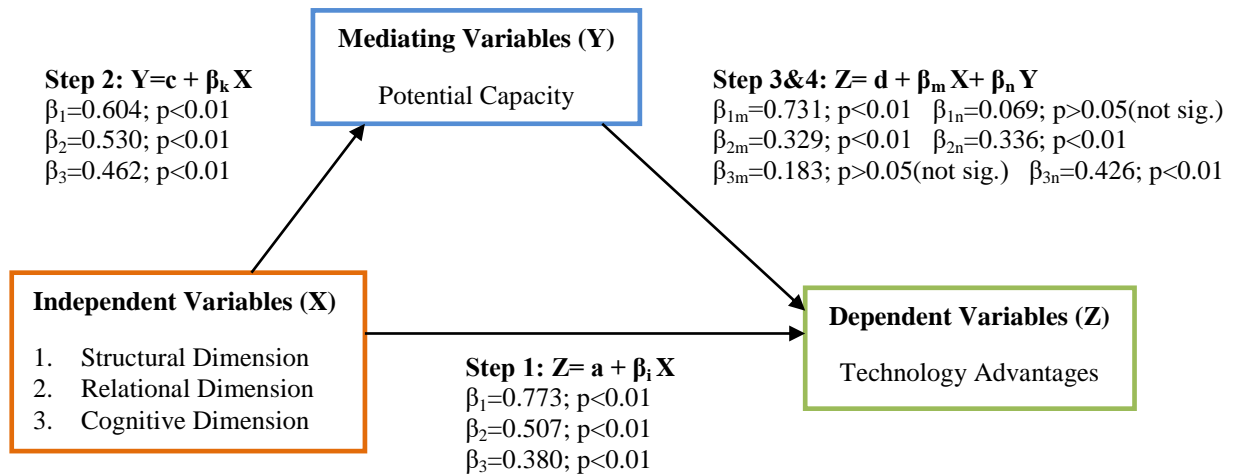 Mediating Variables (Y)
Potential Capacity
Step 2: Y=c + βk X
β1=0.604; p<0.01
β2=0.530; p<0.01
β3=0.462; p<0.01
Step 3&4: Z= d + βm X+ βn Y
β1m=0.731; p<0.01 β1n=0.069; p>0.05(not sig.)
β2m=0.329; p<0.01 β2n=0.336; p<0.01
β3m=0.183; p>0.05(not sig.) β3n=0.426; p<0.01
Independent Variables (X)
1. Structural Dimension
2. Relational Dimension
3. Cognitive Dimension
Step 1: Z= a + βi X
β1=0.773; p<0.01
β2=0.507; p<0.01
β3=0.380; p<0.01
Dependent Variables (Z)
Technology Advantages